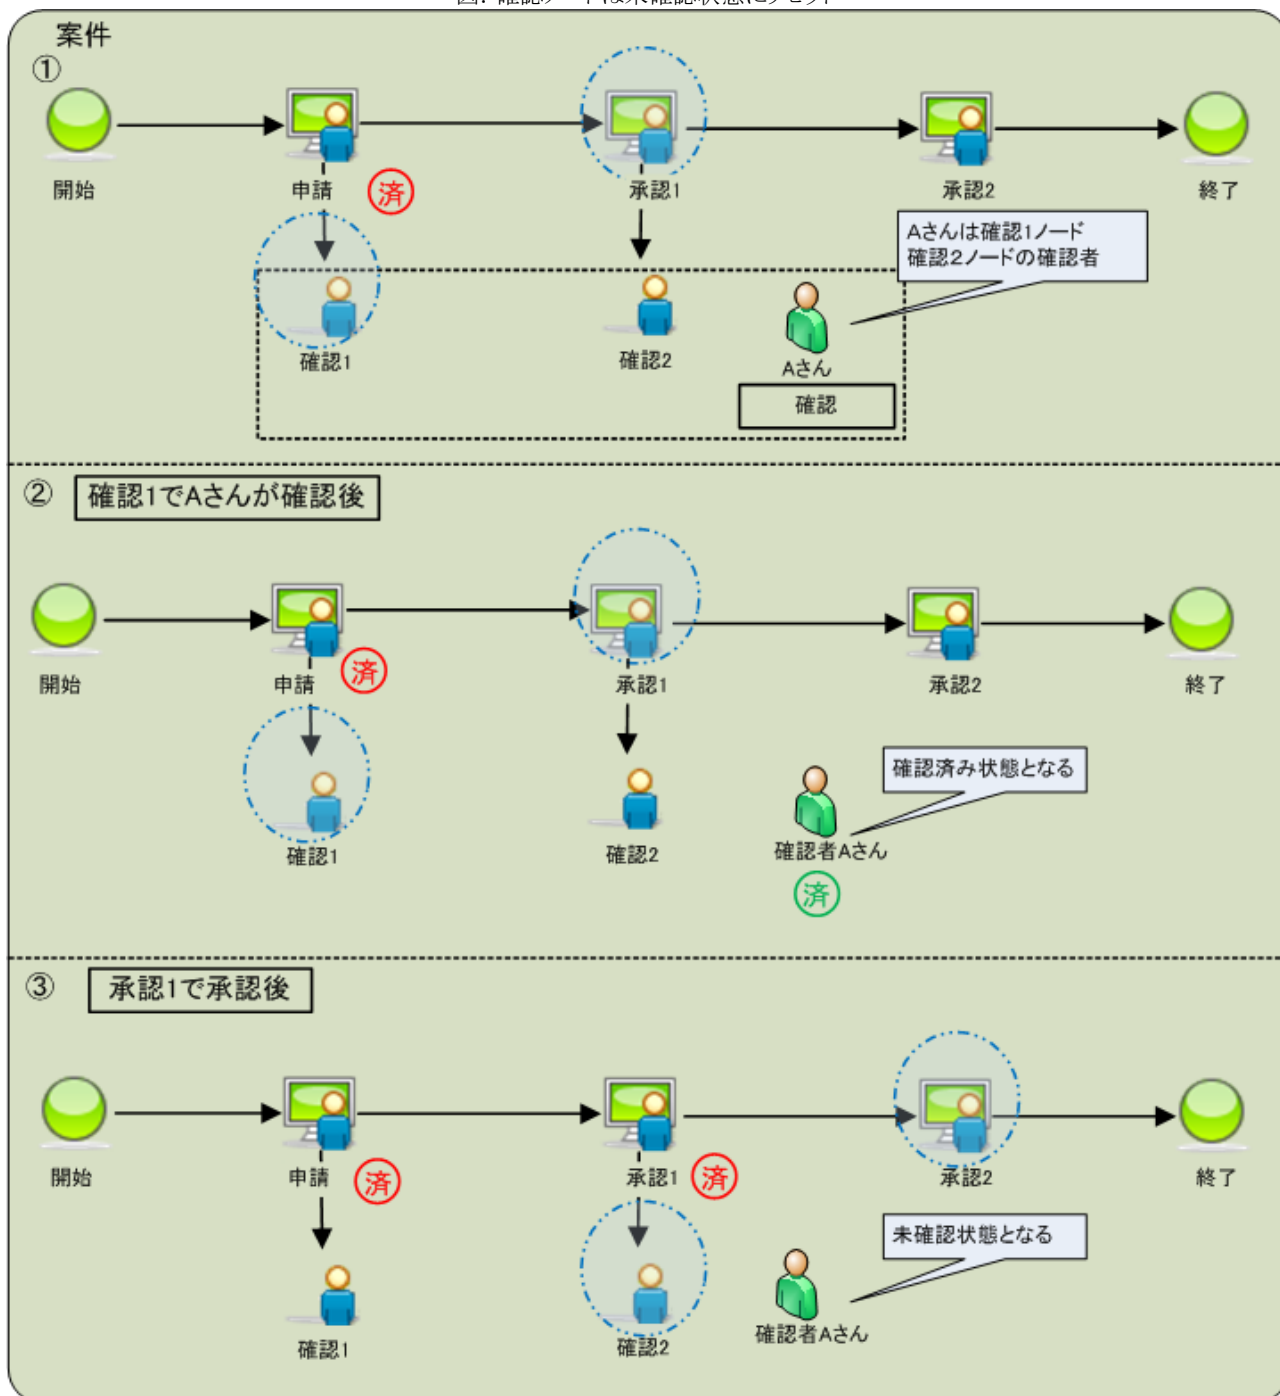 案件
①
開始
申請
済
承認1
承認2
終了
Aさんは確認1ノード
確認2ノードの確認者
確認1
確認2
Aさん
確認
②
確認1でAさんが確認後
開始
申請
済
承認1
承認2
終了
確認済み状態となる
確認1
確認2
確認者Aさん
済
③
承認1で承認後
開始
申請
済
承認1
済
承認2
終了
未確認状態となる
確認1
確認2
確認者Aさん